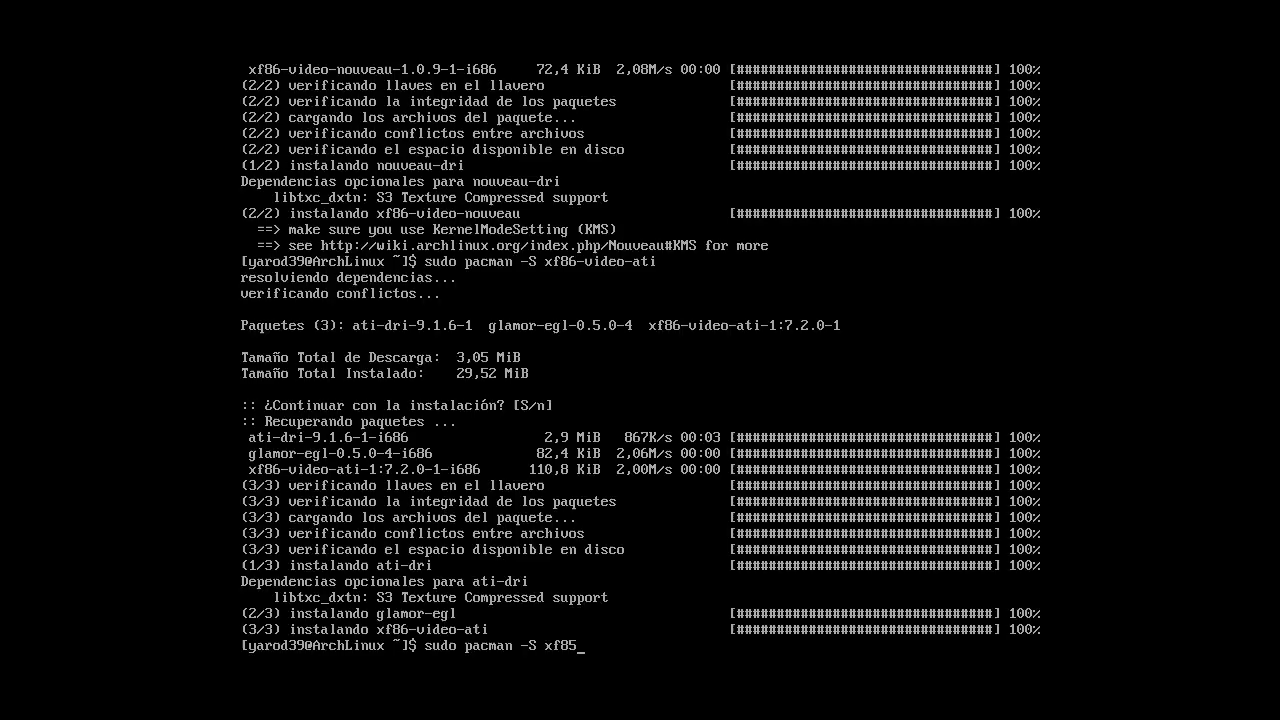 xf86-video-nouveau-1.0.9-1-i686 72,4 KiB 2,08M/s 00:00 [################################] 100%
(2/2) verificando llaves en el llavero [################################] 100%
(2/2) verificando la integridad de los paquetes [################################] 100%
(2/2) cargando los archivos del paquete... [################################] 100%
(2/2) verificando conflictos entre archivos [################################] 100%
(2/2) verificando el espacio disponible en disco [################################] 100%
(1/2) instalando nouveau-dri [################################] 100%
Dependencias opcionales para nouveau-dri
libtxc_dxtn: S3 Texture Compressed support
(2/2) instalando xf86-video-nouveau [################################] 100%
==> make sure you use KernelModeSetting (KMS)
==> see http://wiki.archlinux.org/index.php/Nouveau#KMS for more
[yarod39@ArchLinux ~]$ sudo pacman -S xf86-video-ati
resolviendo dependencias...
verificando conflictos...
Paquetes (3): ati-dri-9.1.6-1 glamor-egl-0.5.0-4 xf86-video-ati-1:7.2.0-1
Tamaño Total de Descarga: 3,05 MiB
Tamaño Total Instalado: 29,52 MiB
:: ¿Continuar con la instalación? [S/n]
:: Recuperando paquetes ...
ati-dri-9.1.6-1-i686 2,9 MiB 867K/s 00:03 [################################] 100%
glamor-egl-0.5.0-4-i686 82,4 KiB 2,06M/s 00:00 [################################] 100%
xf86-video-ati-1:7.2.0-1-i686 110,8 KiB 2,00M/s 00:00 [################################] 100%
(3/3) verificando llaves en el llavero [################################] 100%
(3/3) verificando la integridad de los paquetes [################################] 100%
(3/3) cargando los archivos del paquete... [################################] 100%
(3/3) verificando conflictos entre archivos [################################] 100%
(3/3) verificando el espacio disponible en disco [################################] 100%
(1/3) instalando ati-dri [################################] 100%
Dependencias opcionales para ati-dri
libtxc_dxtn: S3 Texture Compressed support
(2/3) instalando glamor-egl [################################] 100%
(3/3) instalando xf86-video-ati [################################] 100%
[yarod39@ArchLinux ~]$ sudo pacman -S xf85_